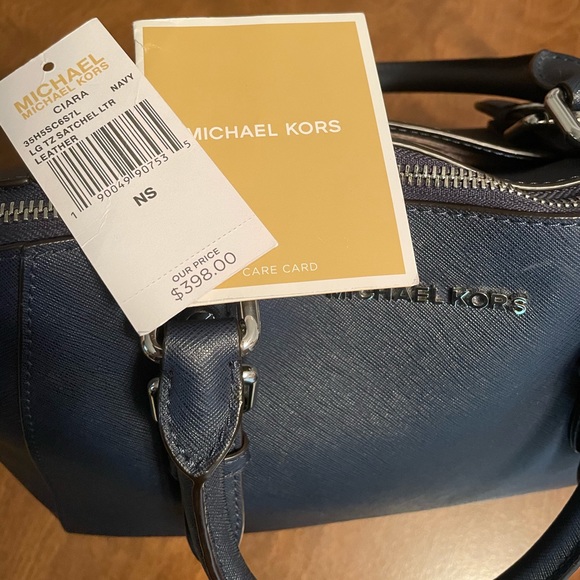 MICHAEL
MICHAEL KORS
CIARA
NAVY
35H5SC6S7L
LG TZ SATCHEL LTR
LEATHER
1 90049 90753 5
NS
OUR PRICE
$398.00
MICHAEL KORS
CARE CARD
MICHAEL KORS